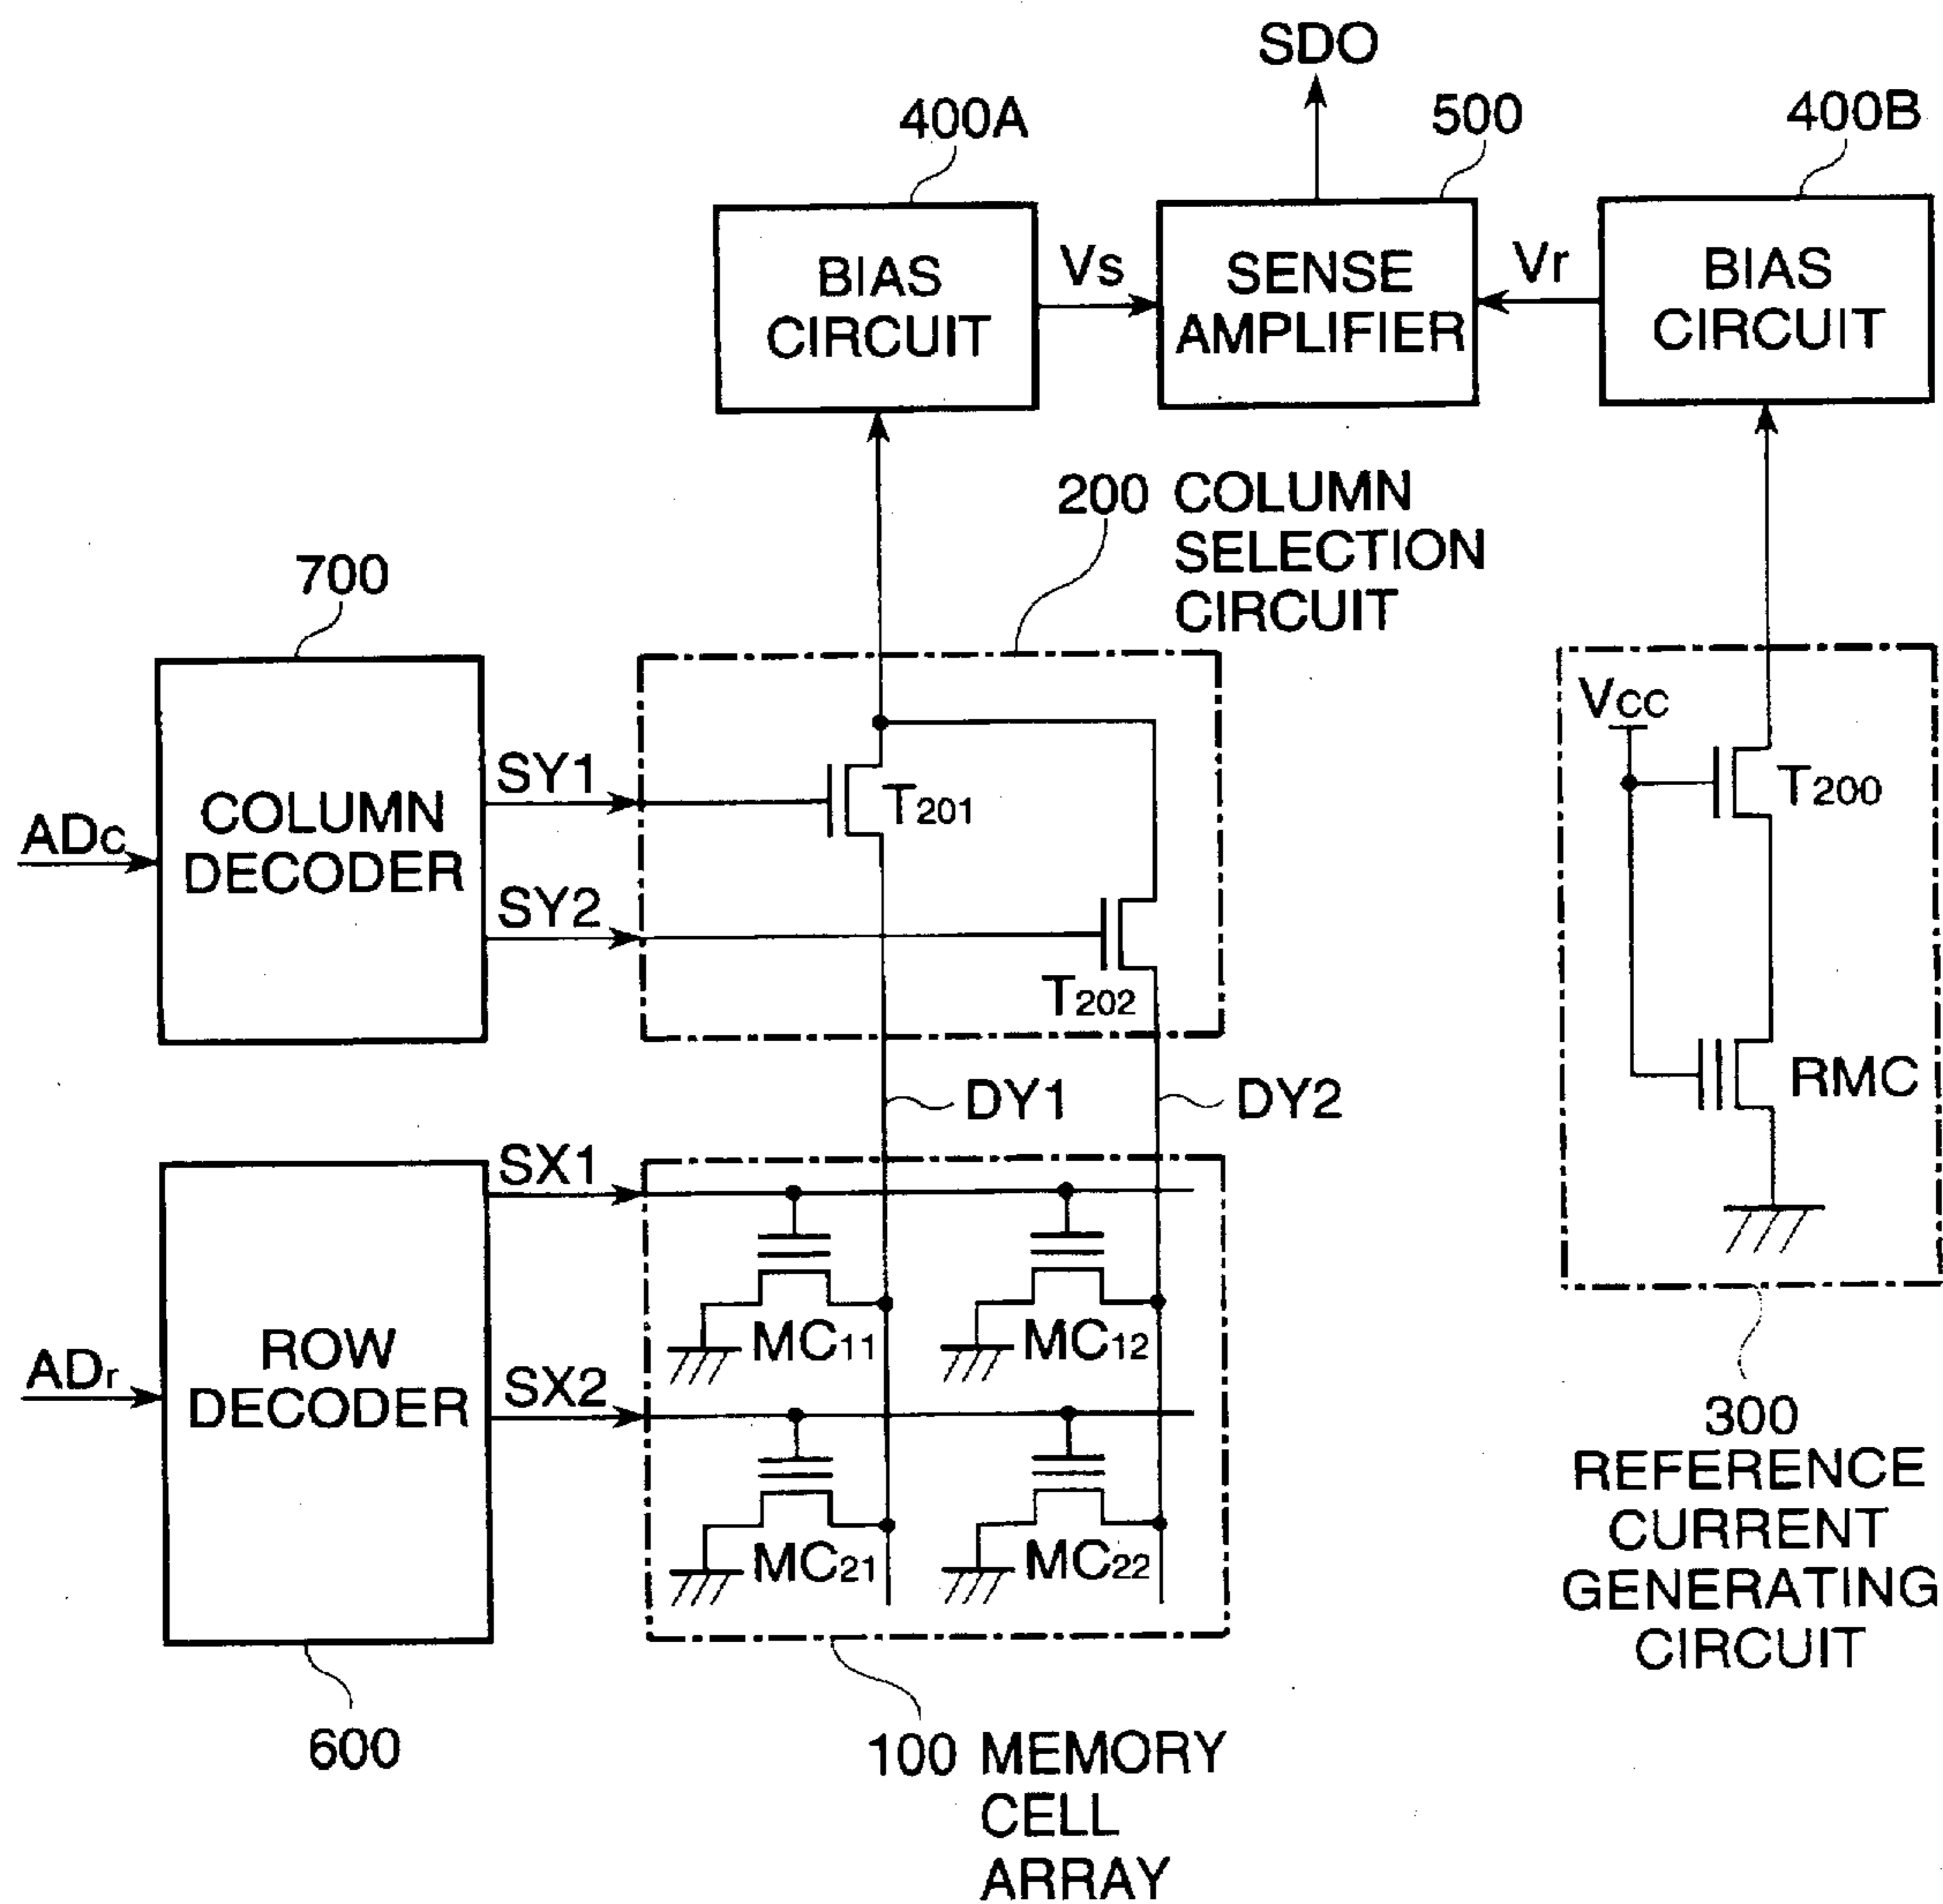 SDO
400A
500
400B
BIAS
CIRCUIT
Vs
SENSE
AMPLIFIER
Vr
BIAS
CIRCUIT
200 COLUMN
SELECTION
CIRCUIT
700
Vcc
SY1
T201
T200
COLUMN
DECODER
ADc
SY2
T202
RMC
DY1
DY2
SX1
MC11
MC12
ROW
DECODER
ADr
SX2
MC21
MC22
300
REFERENCE
CURRENT
GENERATING
CIRCUIT
600
100 MEMORY
CELL
ARRAY